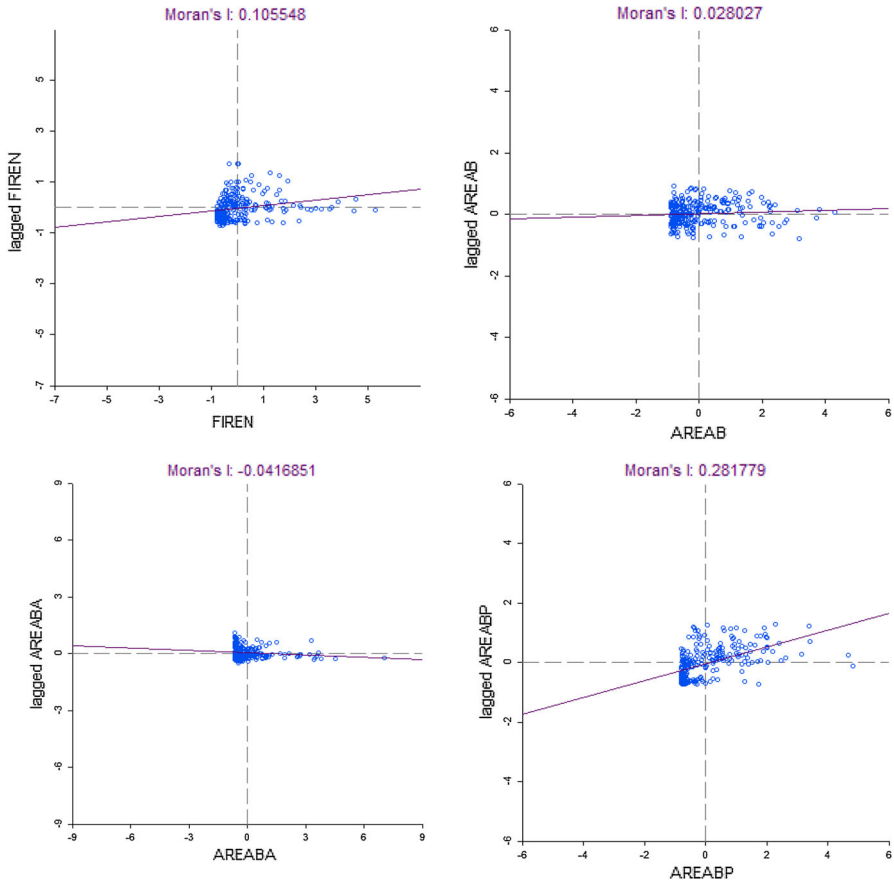 Moran's I: 0.105548
lagged FIREN
5
3
1
-1
-3
-5
-7
-7 -5 -3 -1 1 3 5
FIREN
Moran's I: 0.028027
lagged AREAB
6
4
2
0
-2
-4
-6
-6 -4 -2 0 2 4 6
AREAB
Moran's I: -0.0416851
lagged AREABA
9
6
3
0
-3
-6
-9
-9 -6 -3 0 3 6 9
AREABA
Moran's I: 0.281779
lagged AREABP
6
4
2
0
-2
-4
-6
-6 -4 -2 0 2 4 6
AREABP